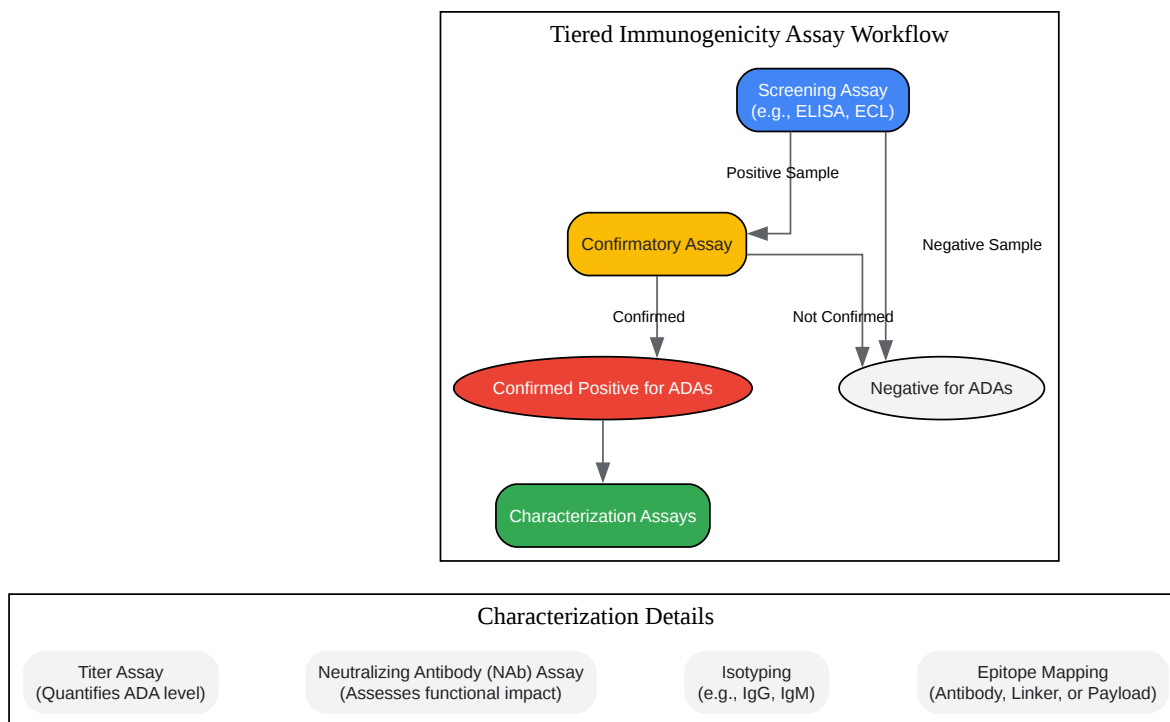 Tiered Immunogenicity Assay Workflow
Screening Assay
(e.g., ELISA, ECL)
Positive Sample
Confirmatory Assay
Negative Sample
Confirmed
Not Confirmed
Confirmed Positive for ADAs
Negative for ADAs
Characterization Assays
Characterization Details
Titer Assay
(Quantifies ADA level)
Neutralizing Antibody (NAb) Assay
(Assesses functional impact)
Isotyping
(e.g., IgG, IgM)
Epitope Mapping
(Antibody, Linker, or Payload)